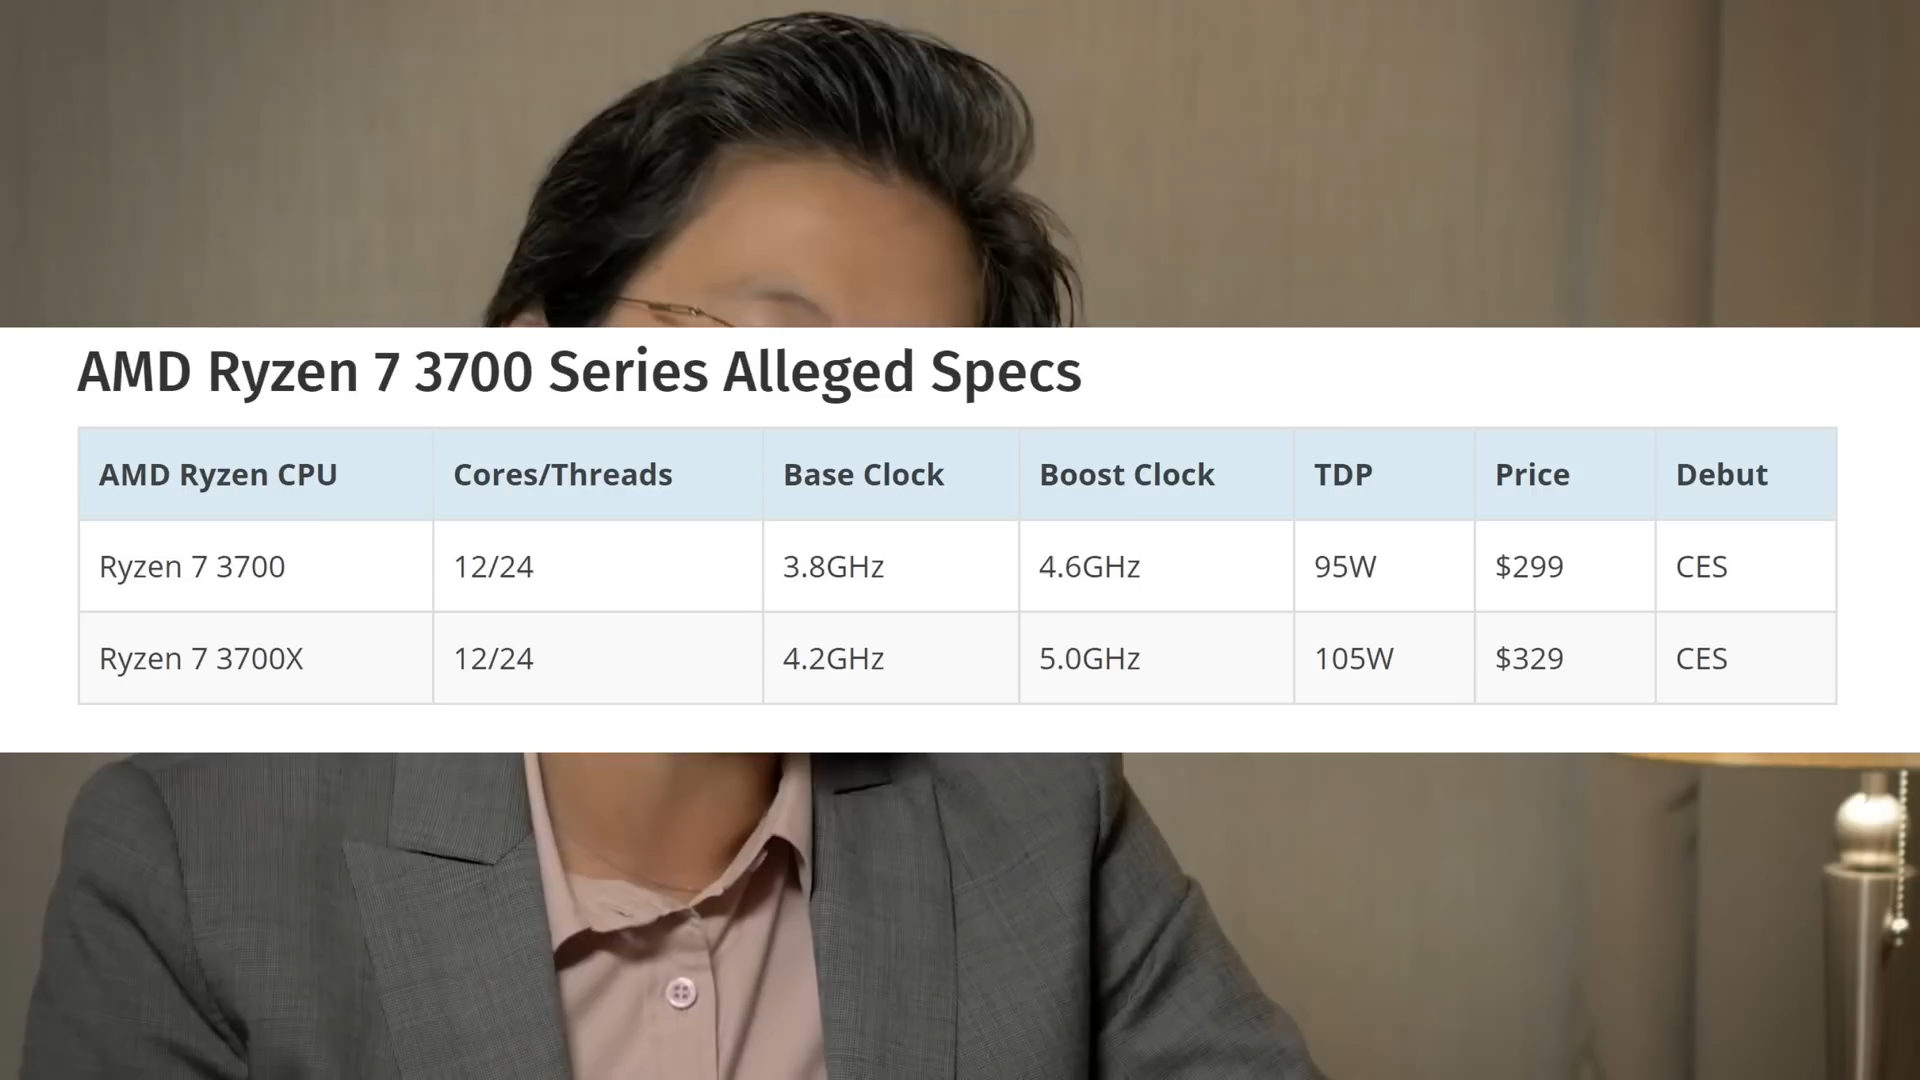 AMD Ryzen 7 3700 Series Alleged Specs
AMD Ryzen CPU Cores/Threads Base Clock Boost Clock TDP Price Debut
Ryzen 7 3700 12/24 3.8GHz 4.6GHz 95W $299 CES
Ryzen 7 3700X 12/24 4.2GHz 5.0GHz 105W $329 CES